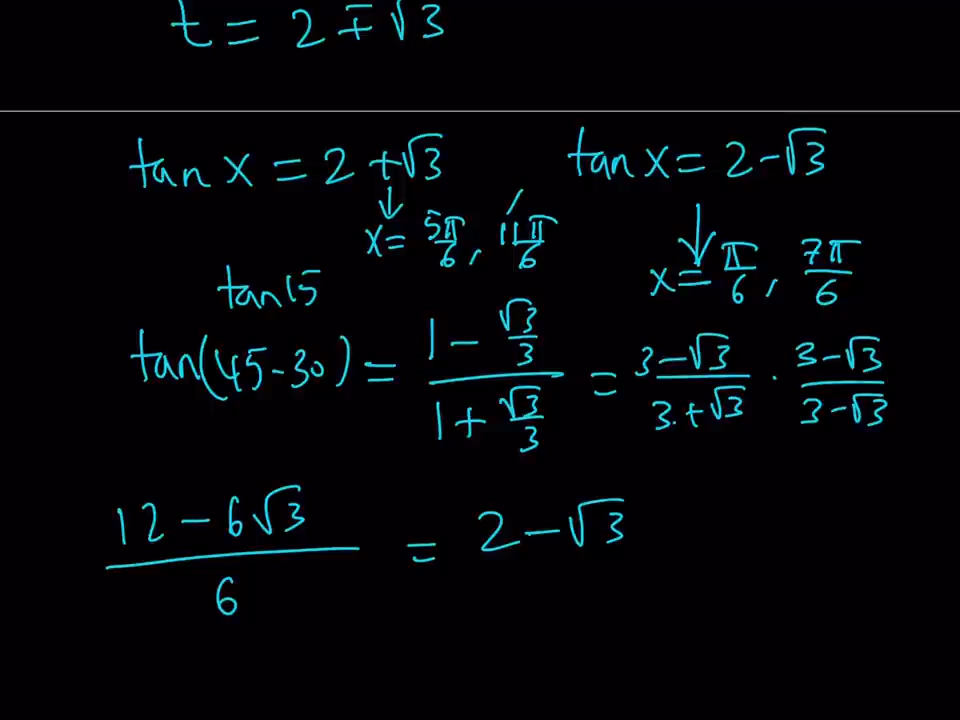 t = 2 ∓ √3
tan x = 2 + √3    tan x = 2 - √3
↓ x = 5π/6, 11π/6    ↓ x = π/6, 7π/6
tan 15
tan(45-30) = (1 - √3/3)/(1 + √3/3) = (3-√3)/(3+√3) · (3-√3)/(3-√3)
(12 - 6√3)/6 = 2 - √3